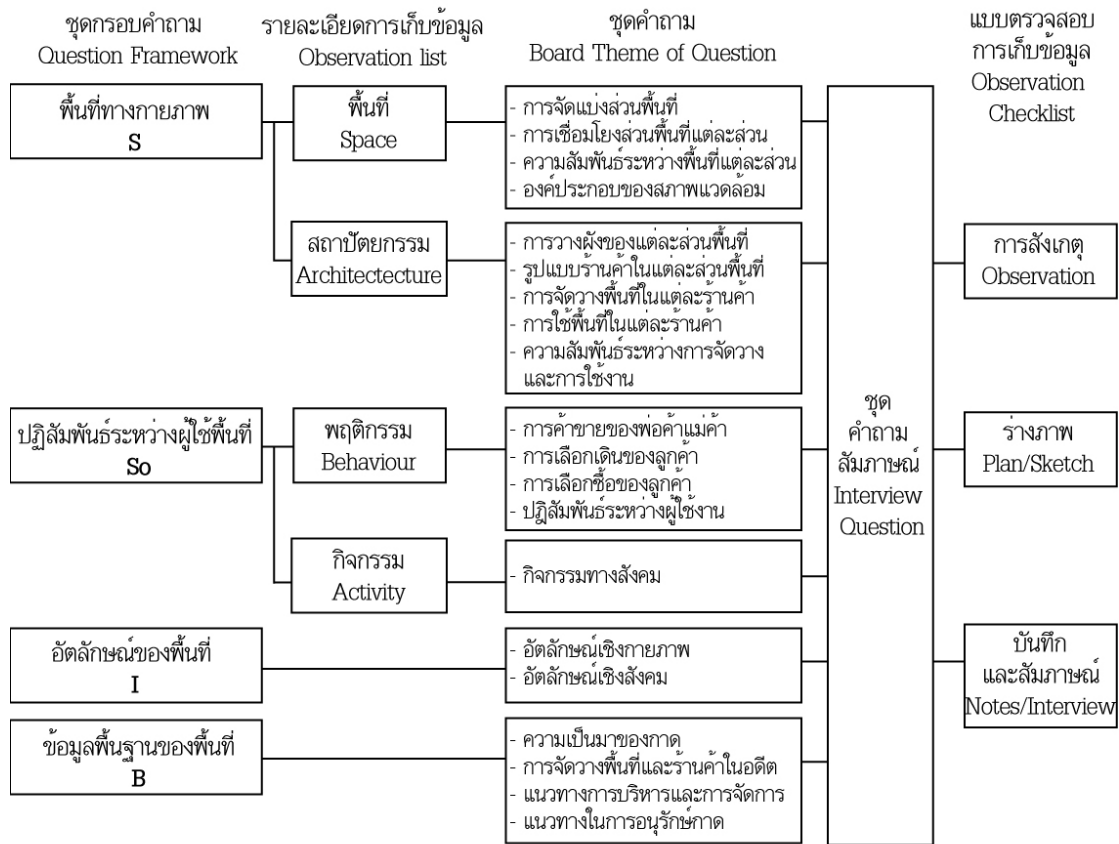 ชุดกรอบคำถาม
Question Framework
รายละเอียดการเก็บข้อมูล
Observation list
ชุดคำถาม
Board Theme of Question
แบบตรวจสอบ
การเก็บข้อมูล
Observation
Checklist
พื้นที่ทางกายภาพ
S
พื้นที่
Space
- การจัดแบ่งส่วนพื้นที่
- การเชื่อมโยงส่วนพื้นที่แต่ละส่วน
- ความสัมพันธ์ระหว่างพื้นที่แต่ละส่วน
- องค์ประกอบของสภาพแวดล้อม
สถาปัตยกรรม
Architectecture
- การวางผังของแต่ละส่วนพื้นที่
- รูปแบบร้านค้าในแต่ละส่วนพื้นที่
- การจัดวางพื้นที่ในแต่ละร้านค้า
- การใช้พื้นที่ในแต่ละร้านค้า
- ความสัมพันธ์ระหว่างการจัดวาง
และการใช้งาน
ปฏิสัมพันธ์ระหว่างผู้ใช้พื้นที่
So
พฤติกรรม
Behaviour
- การค้าขายของพ่อค้าแม่ค้า
- การเลือกเดินของลูกค้า
- การเลือกซื้อของลูกค้า
- ปฎิสัมพันธ์ระหว่างผู้ใช้งาน
กิจกรรม
Activity
- กิจกรรมทางสังคม
อัตลักษณ์ของพื้นที่
I
- อัตลักษณ์เชิงกายภาพ
- อัตลักษณ์เชิงสังคม
ข้อมูลพื้นฐานของพื้นที่
B
- ความเป็นมาของกาด
- การจัดวางพื้นที่และร้านค้าในอดีต
- แนวทางการบริหารและการจัดการ
- แนวทางในการอนุรักษ์กาด
ชุด
คำถาม
สัมภาษณ์
Interview
Question
การสังเกตุ
Observation
ร่างภาพ
Plan/Sketch
บันทึก
และสัมภาษณ์
Notes/Interview